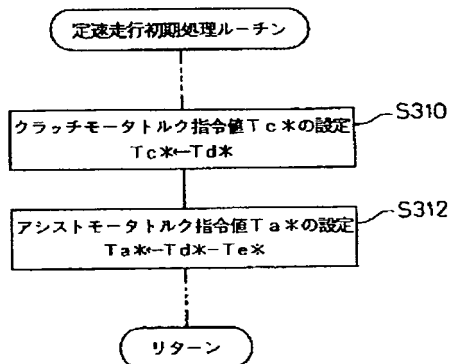 定速走行初期処理ルーチン
S310
クラッチモータトルク指令値Tc*の設定
Tc*←Td*
S312
アシストモータトルク指令値Ta*の設定
Ta*←Td*-Te*
リターン